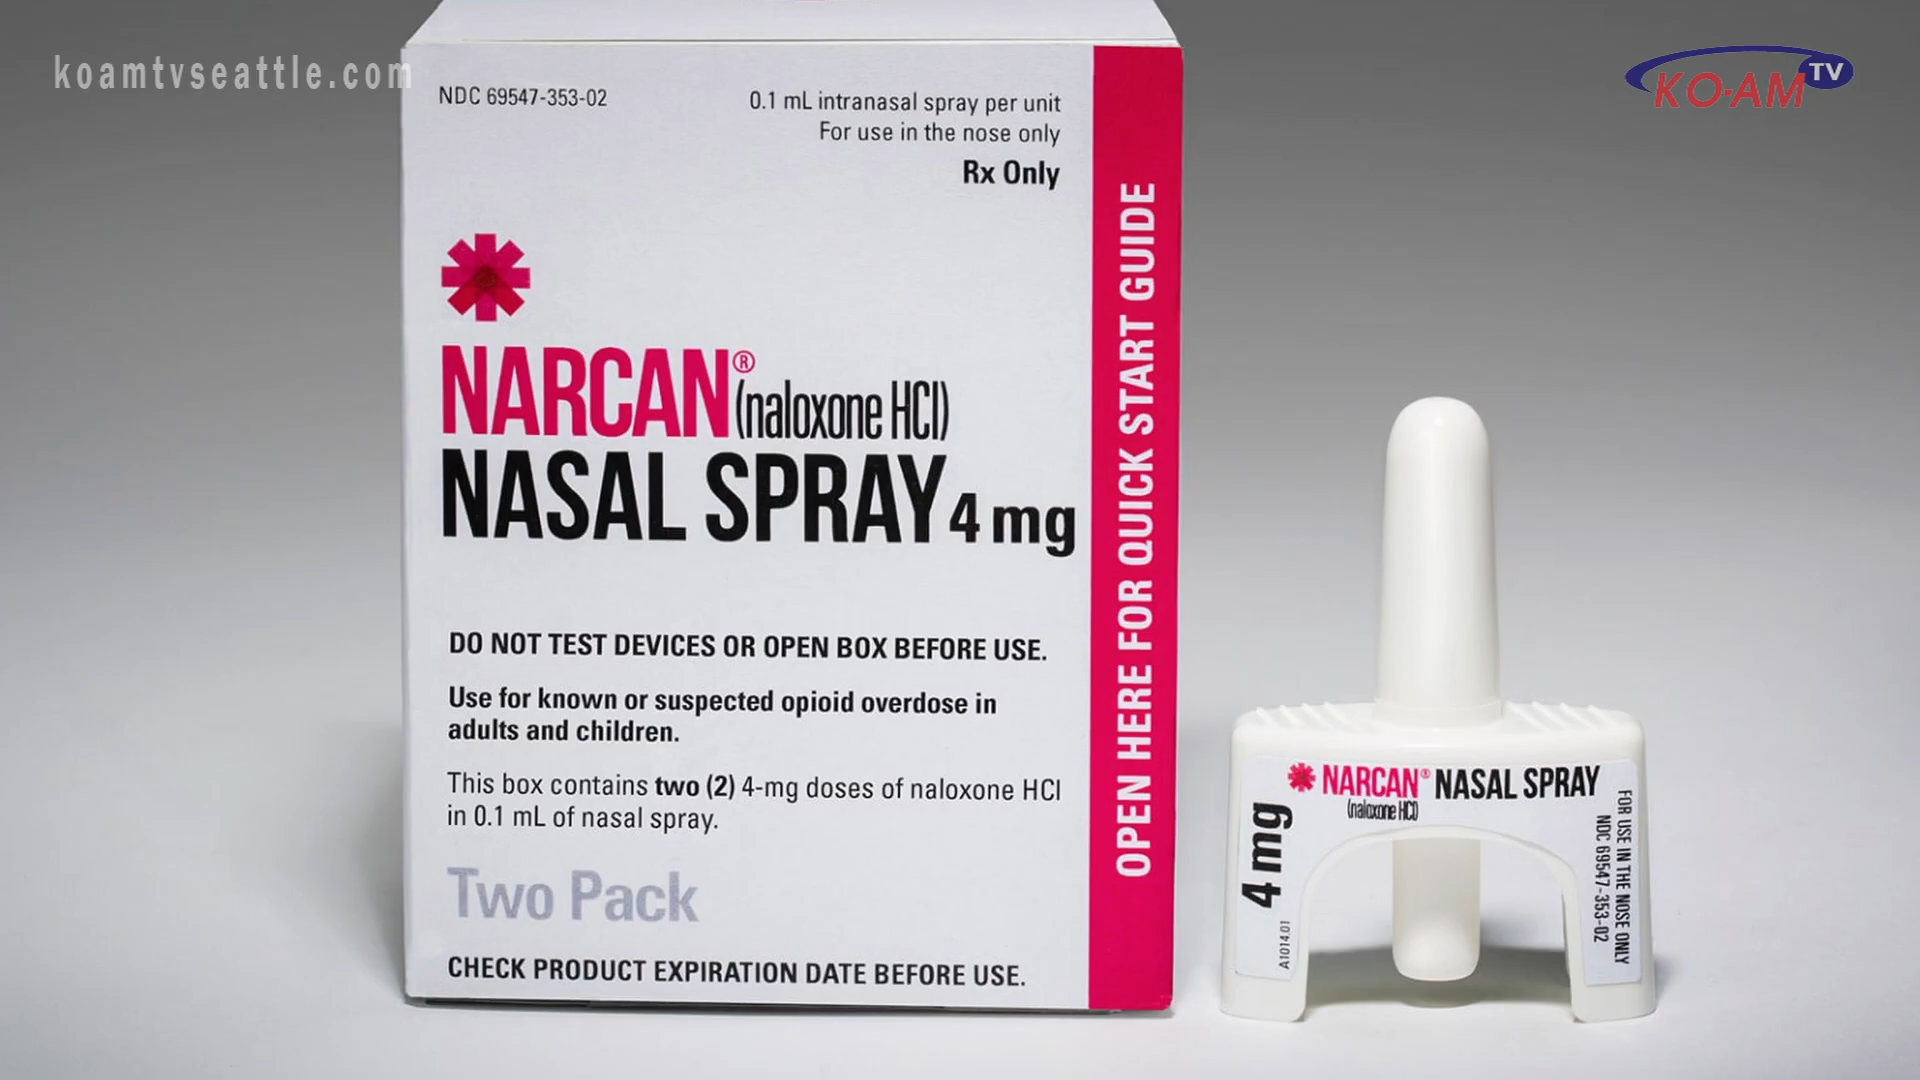 koamtvseattle.com
KO-AM TV
NDC 69547-353-02
0.1 mL intranasal spray per unit
For use in the nose only
Rx Only
NARCAN® (naloxone HCl)
NASAL SPRAY 4 mg
DO NOT TEST DEVICES OR OPEN BOX BEFORE USE.
Use for known or suspected opioid overdose in
adults and children.
This box contains two (2) 4-mg doses of naloxone HCl
in 0.1 mL of nasal spray.
Two Pack
CHECK PRODUCT EXPIRATION DATE BEFORE USE.
OPEN HERE FOR QUICK START GUIDE
NARCAN® NASAL SPRAY
(naloxone HCl)
4 mg
A1014.01
FOR USE IN THE NOSE ONLY
NDC 69547-353-02